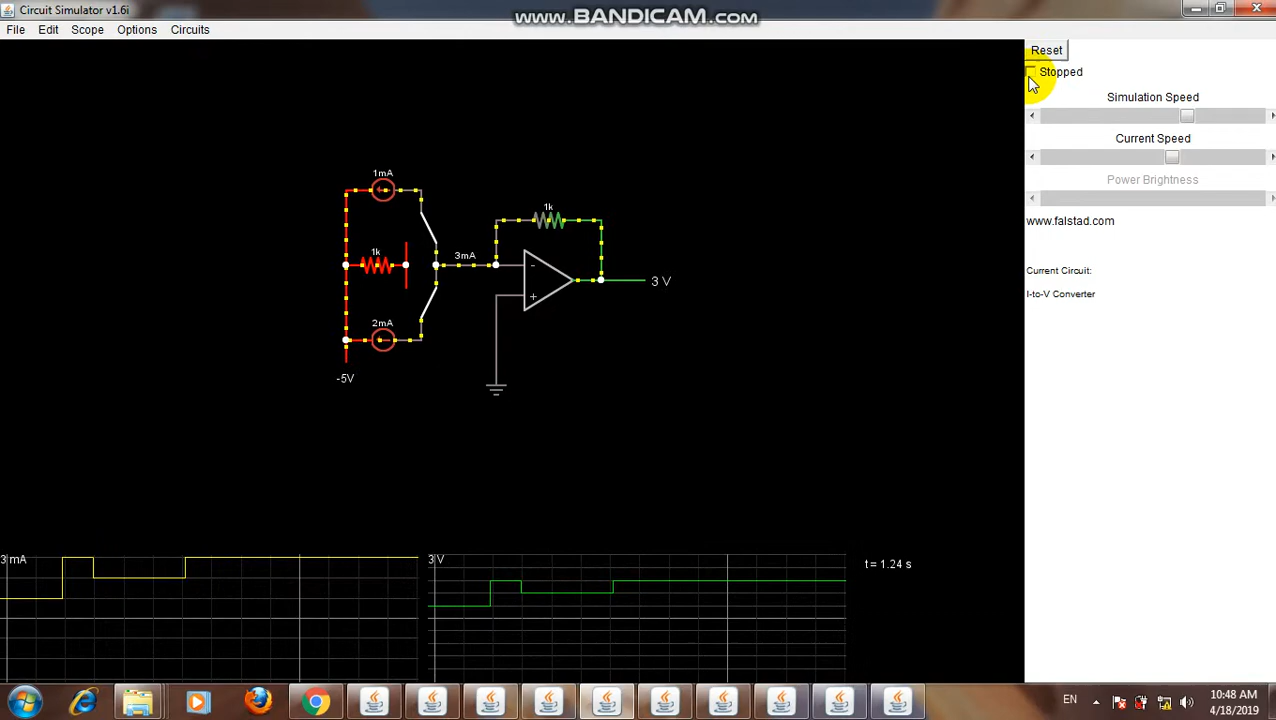 Circuit Simulator v1.6i
www.BANDICAM.com
File Edit Scope Options Circuits
Reset
Stopped
Simulation Speed
Current Speed
Power Brightness
www.falstad.com
Current Circuit:
I-to-V Converter
1mA
1k
1k
3mA
-
+
3 V
2mA
-5V
3 mA
3 V
t = 1.24 s
EN
10:48 AM
4/18/2019